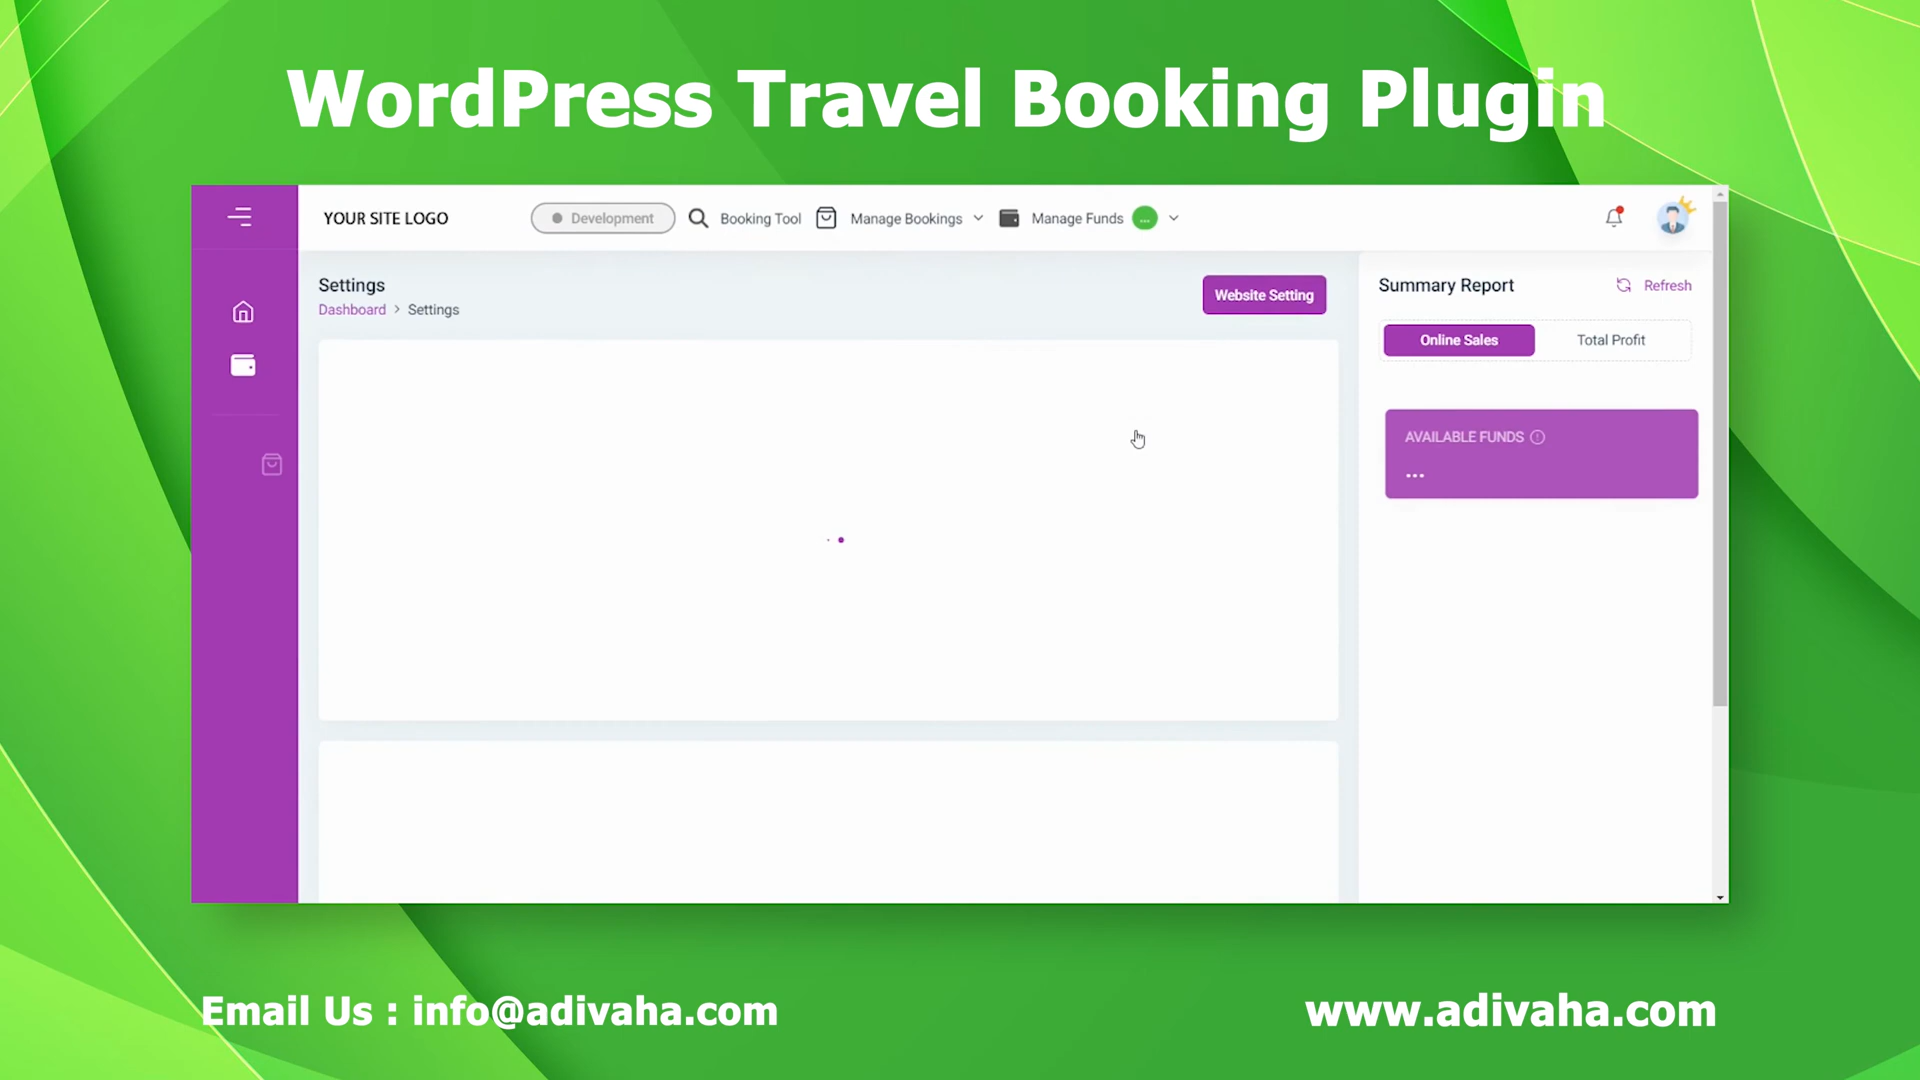 WordPress Travel Booking Plugin
YOUR SITE LOGO
Development
Booking Tool
Manage Bookings
Manage Funds
...
Settings
Dashboard > Settings
Website Setting
Summary Report
Refresh
Online Sales
Total Profit
AVAILABLE FUNDS
...
Email Us : info@adivaha.com
www.adivaha.com